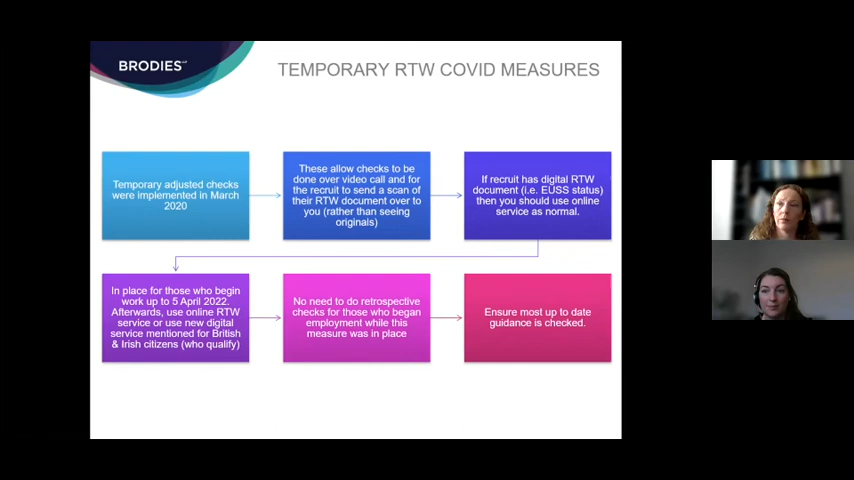 BRODIES LLP
TEMPORARY RTW COVID MEASURES
Temporary adjusted checks
were implemented in March
2020
These allow checks to be
done over video call and for
the recruit to send a scan of
their RTW document over to
you (rather than seeing
originals)
If recruit has digital RTW
document (i.e. EUSS status)
then you should use online
service as normal.
In place for those who begin
work up to 5 April 2022.
Afterwards, use online RTW
service or use new digital
service mentioned for British
& Irish citizens (who qualify)
No need to do retrospective
checks for those who began
employment while this
measure was in place
Ensure most up to date
guidance is checked.